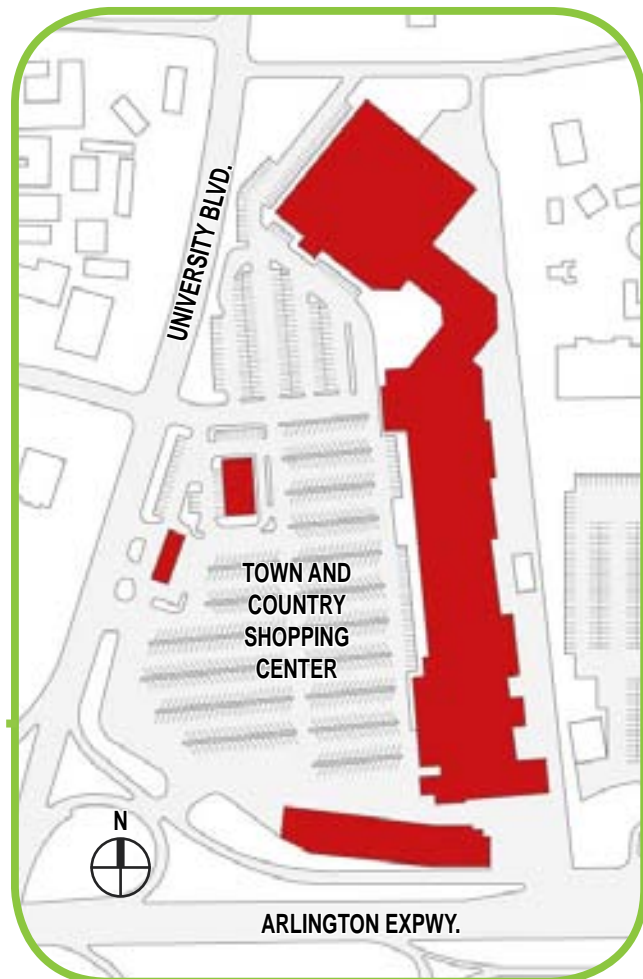 UNIVERSITY BLVD.
TOWN AND
COUNTRY
SHOPPING
CENTER
N
ARLINGTON EXPWY.